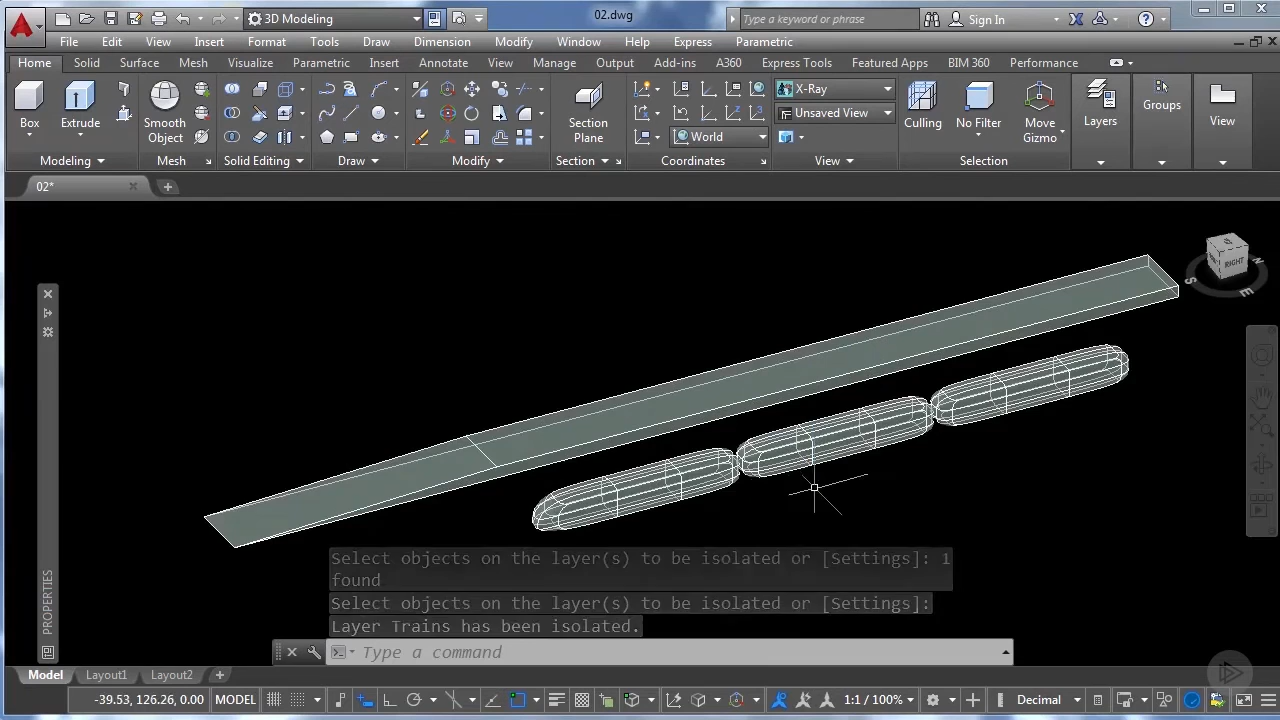 3D Modeling
02.dwg
Type a keyword or phrase
Sign In
File Edit View Insert Format Tools Draw Dimension Modify Window Help Express Parametric
Home Solid Surface Mesh Visualize Parametric Insert Annotate View Manage Output Add-ins A360 Express Tools Featured Apps BIM 360 Performance
X-Ray
Unsaved View
World
Box
Extrude
Smooth
Object
Section
Plane
Culling
No Filter
Move
Gizmo
Layers
Groups
View
Modeling Mesh Solid Editing Draw Modify Section Coordinates View Selection
02*
RIGHT
S
E
N
PROPERTIES
Select objects on the layer(s) to be isolated or [Settings]: 1
found
Select objects on the layer(s) to be isolated or [Settings]:
Layer Trains has been isolated.
Type a command
Model Layout1 Layout2
-39.53, 126.26, 0.00 MODEL 1:1 / 100% Decimal